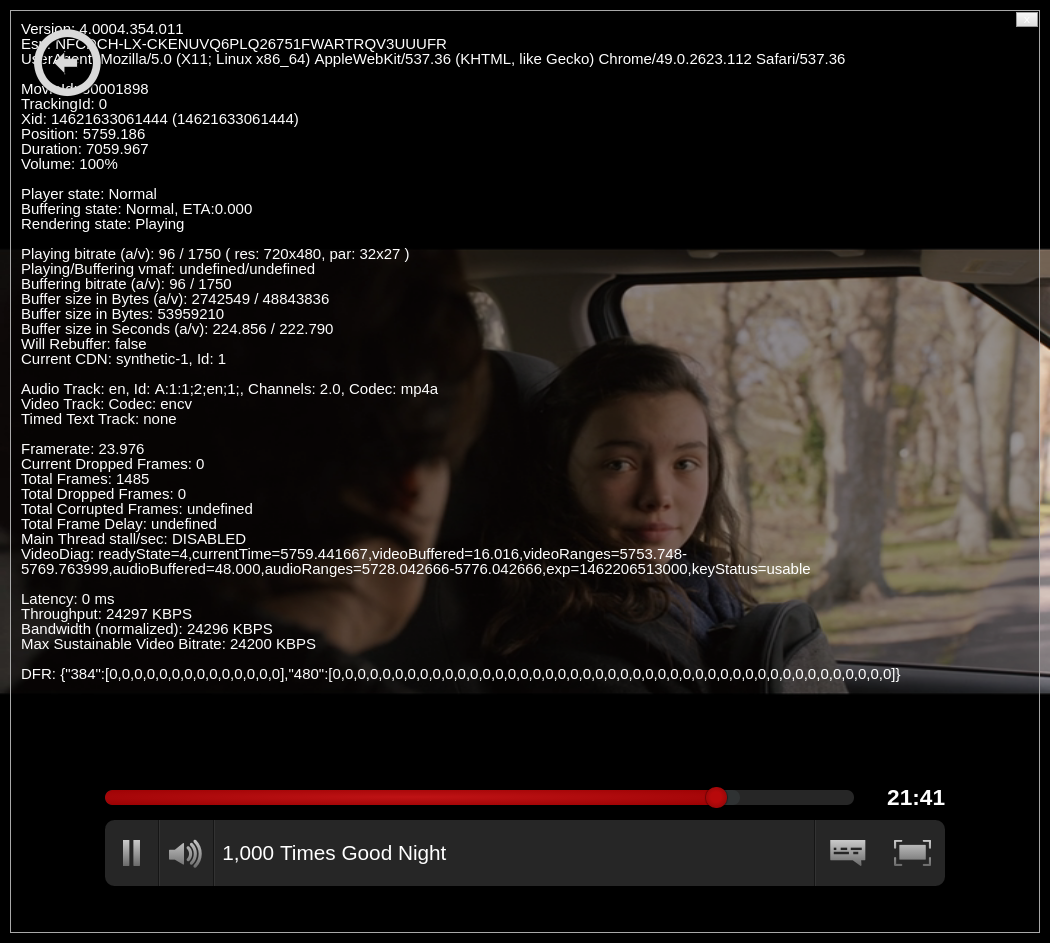 Version: 4.0004.354.011
Esn: NFCDCH-LX-CKENUVQ6PLQ26751FWARTRQV3UUUFR
UserAgent: Mozilla/5.0 (X11; Linux x86_64) AppleWebKit/537.36 (KHTML, like Gecko) Chrome/49.0.2623.112 Safari/537.36
MovieId: 80001898
TrackingId: 0
Xid: 14621633061444 (14621633061444)
Position: 5759.186
Duration: 7059.967
Volume: 100%
Player state: Normal
Buffering state: Normal, ETA:0.000
Rendering state: Playing
Playing bitrate (a/v): 96 / 1750 ( res: 720x480, par: 32x27 )
Playing/Buffering vmaf: undefined/undefined
Buffering bitrate (a/v): 96 / 1750
Buffer size in Bytes (a/v): 2742549 / 48843836
Buffer size in Bytes: 53959210
Buffer size in Seconds (a/v): 224.856 / 222.790
Will Rebuffer: false
Current CDN: synthetic-1, Id: 1
Audio Track: en, Id: A:1:1;2;en;1;, Channels: 2.0, Codec: mp4a
Video Track: Codec: encv
Timed Text Track: none
Framerate: 23.976
Current Dropped Frames: 0
Total Frames: 1485
Total Dropped Frames: 0
Total Corrupted Frames: undefined
Total Frame Delay: undefined
Main Thread stall/sec: DISABLED
VideoDiag: readyState=4,currentTime=5759.441667,videoBuffered=16.016,videoRanges=5753.748-
5769.763999,audioBuffered=48.000,audioRanges=5728.042666-5776.042666,exp=1462206513000,keyStatus=usable
Latency: 0 ms
Throughput: 24297 KBPS
Bandwidth (normalized): 24296 KBPS
Max Sustainable Video Bitrate: 24200 KBPS
DFR: {"384":[0,0,0,0,0,0,0,0,0,0,0,0,0,0],"480":[0,0,0,0,0,0,0,0,0,0,0,0,0,0,0,0,0,0,0,0,0,0,0,0,0,0,0,0,0,0,0,0,0,0,0,0,0,0,0,0,0,0,0,0,0]}
21:41
1,000 Times Good Night